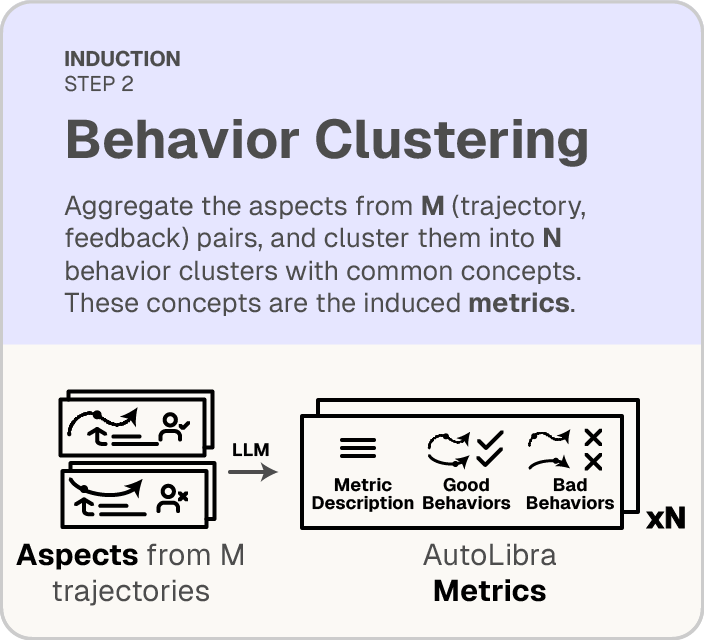 INDUCTION
STEP 2
Behavior Clustering
Aggregate the aspects from M (trajectory,
feedback) pairs, and cluster them into N
behavior clusters with common concepts.
These concepts are the induced metrics.
LLM
Metric
Description
Good
Behaviors
Bad
Behaviors
xN
Aspects from M
trajectories
AutoLibra
Metrics